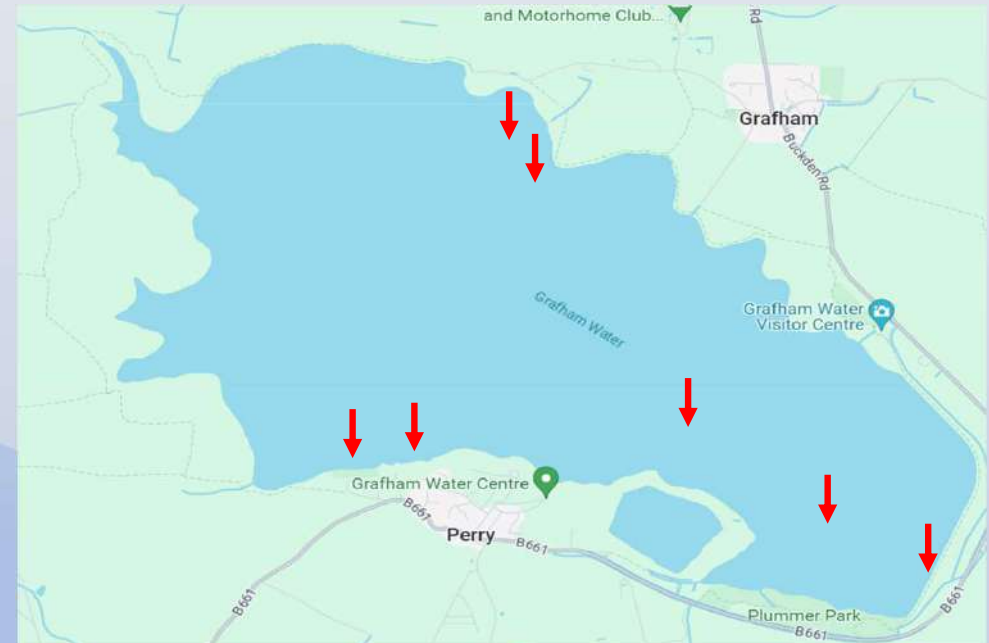 and Motorhome Club...
Rd
Grafham
Buckden Rd
Grafham Water
Grafham Water
Visitor Centre
Grafham Water Centre
B661
Perry
B661
B661
Plummer Park
B661
B661